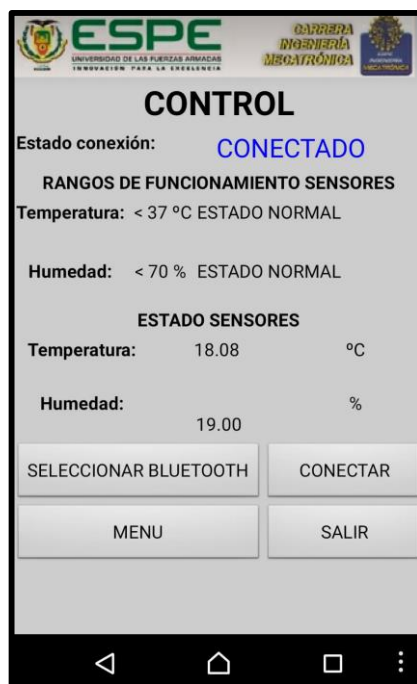 ESPE
UNIVERSIDAD DE LAS FUERZAS ARMADAS
INNOVACIÓN PARA LA EXCELENCIA
CARRERA
INGENIERÍA
MECATRÓNICA
CONTROL
Estado conexión: CONECTADO
RANGOS DE FUNCIONAMIENTO SENSORES
Temperatura: < 37 ºC ESTADO NORMAL
Humedad: < 70 % ESTADO NORMAL
ESTADO SENSORES
Temperatura: 18.08 ºC
Humedad: 19.00 %
SELECCIONAR BLUETOOTH CONECTAR
MENU SALIR